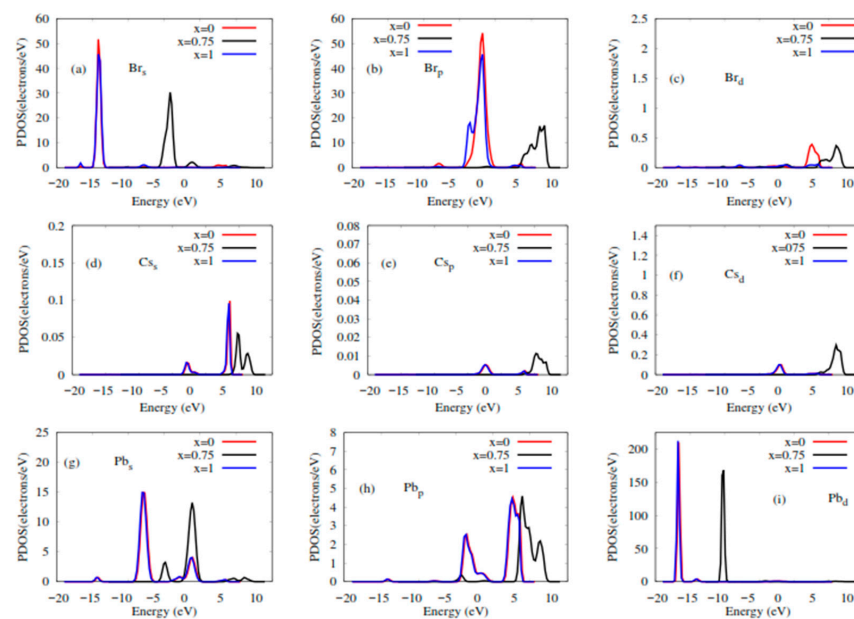 PDOS(electrons/eV)
60
50
40
30
20
10
0
(a)
Br_s
x=0
x=0.75
x=1
−20 −15 −10 −5 0 5 10
Energy (eV)
PDOS(electrons/eV)
60
50
40
30
20
10
0
(b)
Br_p
x=0
x=0.75
x=1
−20 −15 −10 −5 0 5 10
Energy (eV)
PDOS(electrons/eV)
2.5
2
1.5
1
0.5
0
(c)
Br_d
x=0
x=0.75
x=1
−20 −15 −10 −5 0 5 10
Energy (eV)
PDOS(electrons/eV)
0.2
0.15
0.1
0.05
0
(d)
Cs_s
x=0
x=0.75
x=1
−20 −15 −10 −5 0 5 10
Energy (eV)
PDOS(electrons/eV)
0.08
0.07
0.06
0.05
0.04
0.03
0.02
0.01
0
(e)
Cs_p
x=0
x=0.75
x=1
−20 −15 −10 −5 0 5 10
Energy (eV)
PDOS(electrons/eV)
1.4
1.2
1
0.8
0.6
0.4
0.2
0
(f)
Cs_d
x=0
x=075
x=1
−20 −15 −10 −5 0 5 10
Energy (eV)
PDOS(electrons/eV)
25
20
15
10
5
0
(g)
Pb_s
x=0
x=0.75
x=1
−20 −15 −10 −5 0 5 10
Energy (eV)
PDOS(electrons/eV)
8
7
6
5
4
3
2
1
0
(h)
Pb_p
x=0
x=0.75
x=1
−20 −15 −10 −5 0 5 10
Energy (eV)
PDOS(electrons/eV)
200
150
100
50
0
(i)
Pb_d
x=0
x=0.75
x=1
−20 −15 −10 −5 0 5 10
Energy (eV)